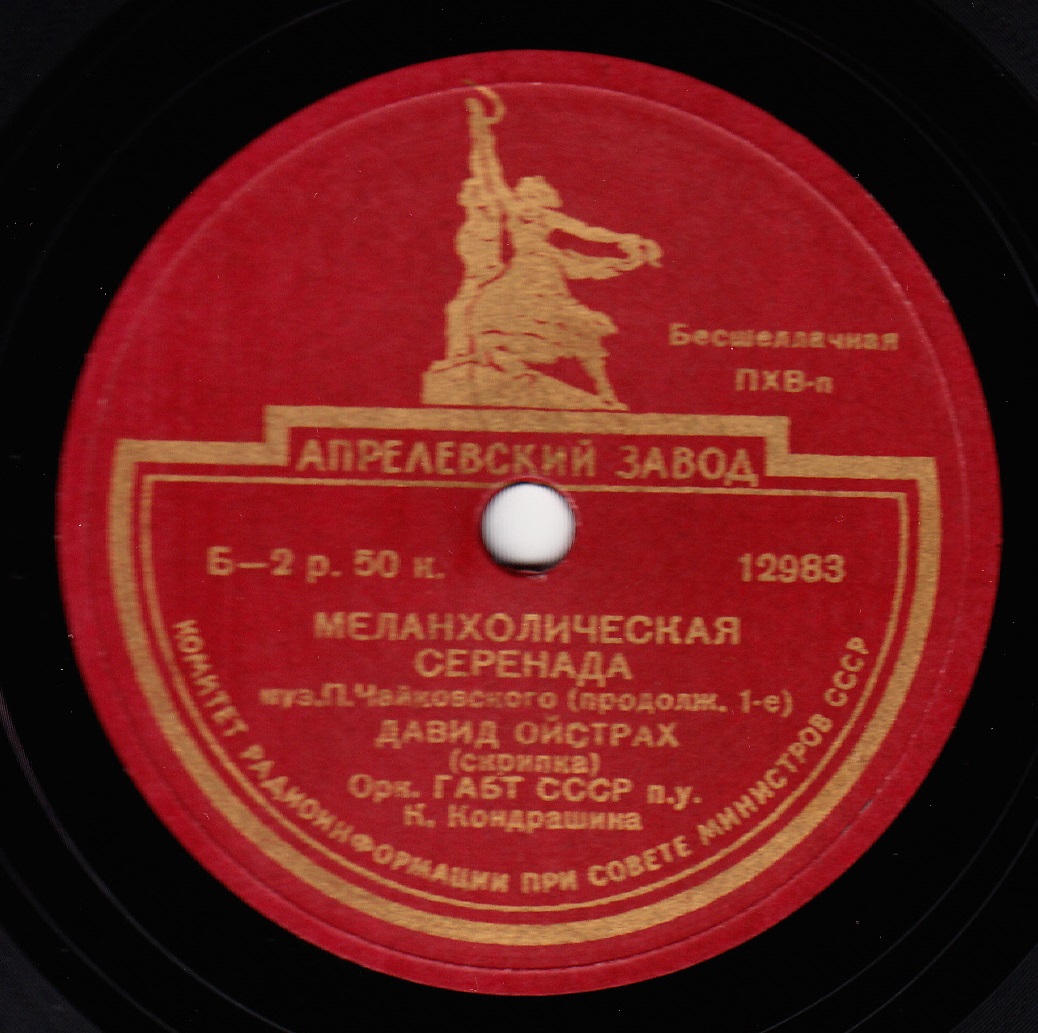 Бесшеллачная
ПХВ-п
АПРЕЛЕВСКИЙ ЗАВОД
Б—2 р. 50 к.
12983
МЕЛАНХОЛИЧЕСКАЯ
СЕРЕНАДА
муз.П.Чайковского (продолж. 1-е)
ДАВИД ОЙСТРАХ
(скрипка)
Орк. ГАБТ СССР п.у.
К. Кондрашина
КОМИТЕТ РАДИОИНФОРМАЦИИ ПРИ СОВЕТЕ МИНИСТРОВ СССР